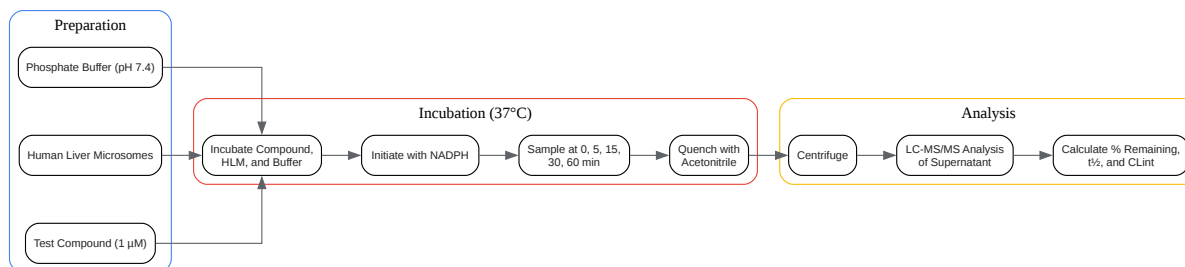 Preparation
Phosphate Buffer (pH 7.4)
Human Liver Microsomes
Test Compound (1 µM)
Incubation (37°C)
Incubate Compound,
HLM, and Buffer
Initiate with NADPH
Sample at 0, 5, 15,
30, 60 min
Quench with
Acetonitrile
Analysis
Centrifuge
LC-MS/MS Analysis
of Supernatant
Calculate % Remaining,
t½, and CLint